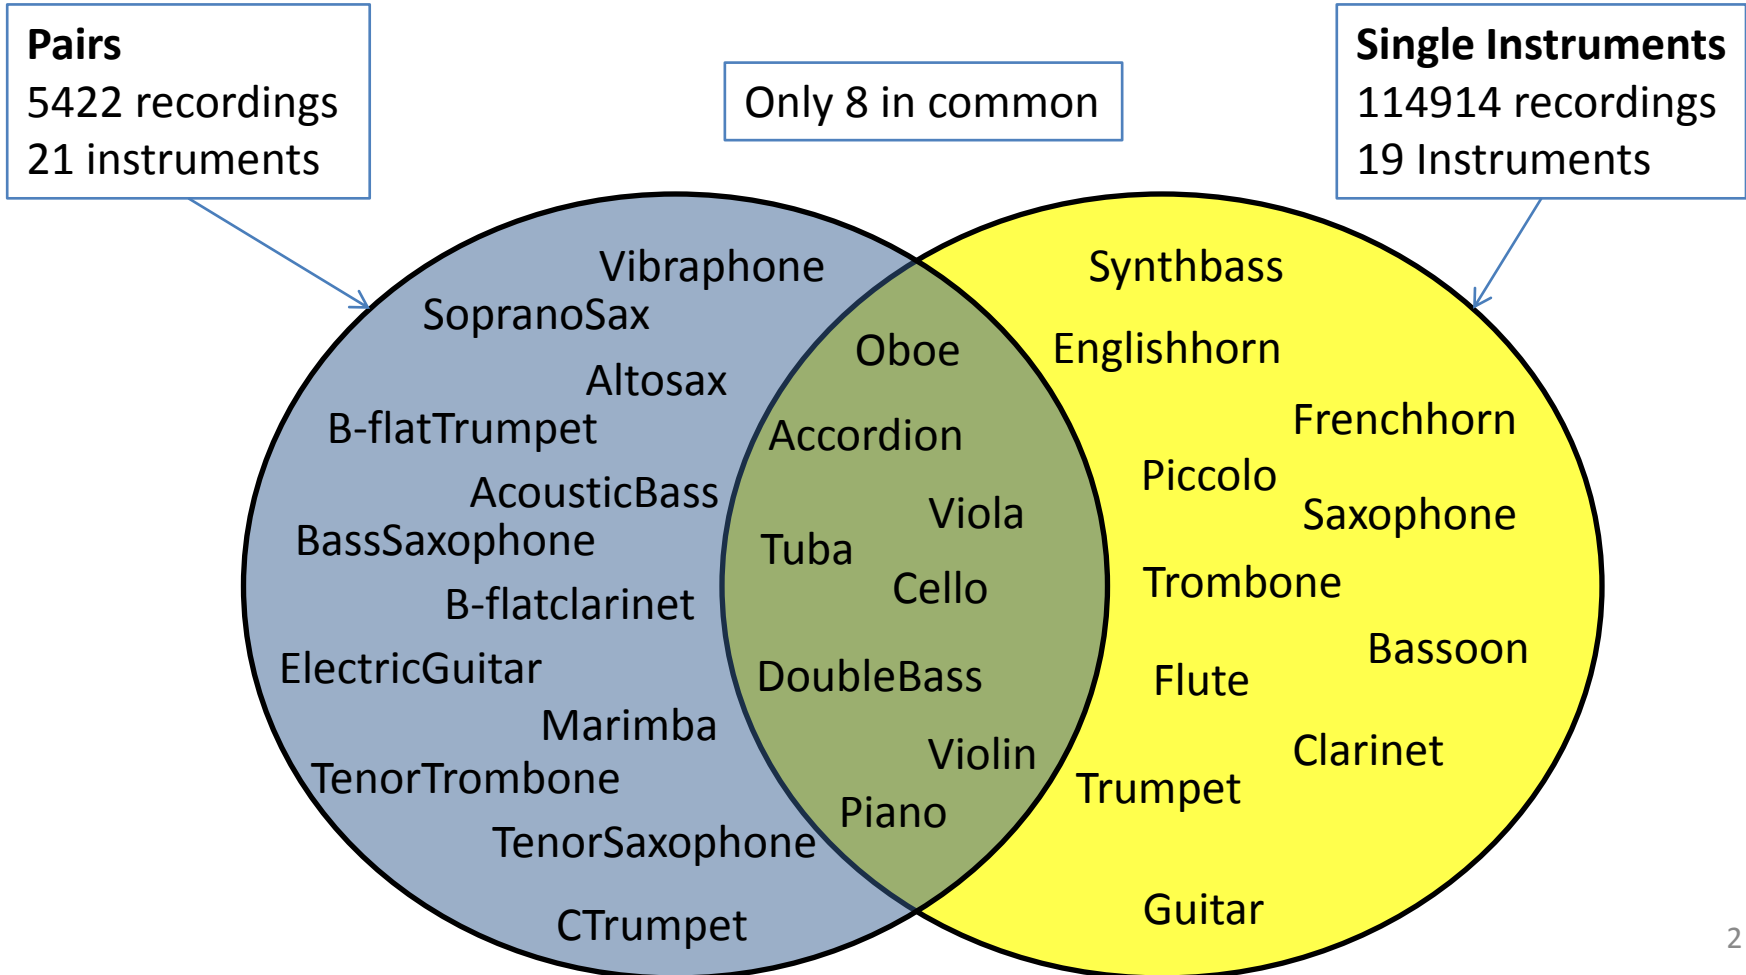 Pairs
5422 recordings
21 instruments
Only 8 in common
Single Instruments
114914 recordings
19 Instruments
Vibraphone
SopranoSax
Altosax
B-flatTrumpet
AcousticBass
BassSaxophone
B-flatclarinet
ElectricGuitar
Marimba
TenorTrombone
TenorSaxophone
CTrumpet
Oboe
Accordion
Viola
Tuba
Cello
DoubleBass
Violin
Piano
Synthbass
Englishhorn
Frenchhorn
Piccolo
Saxophone
Trombone
Bassoon
Flute
Clarinet
Trumpet
Guitar
2